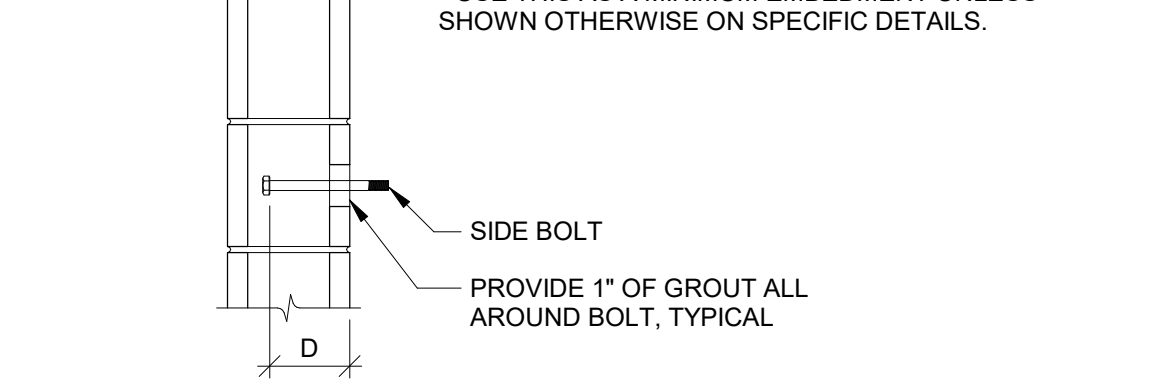 SHOWN OTHERWISE ON SPECIFIC DETAILS.
SIDE BOLT
PROVIDE 1" OF GROUT ALL
AROUND BOLT, TYPICAL
D